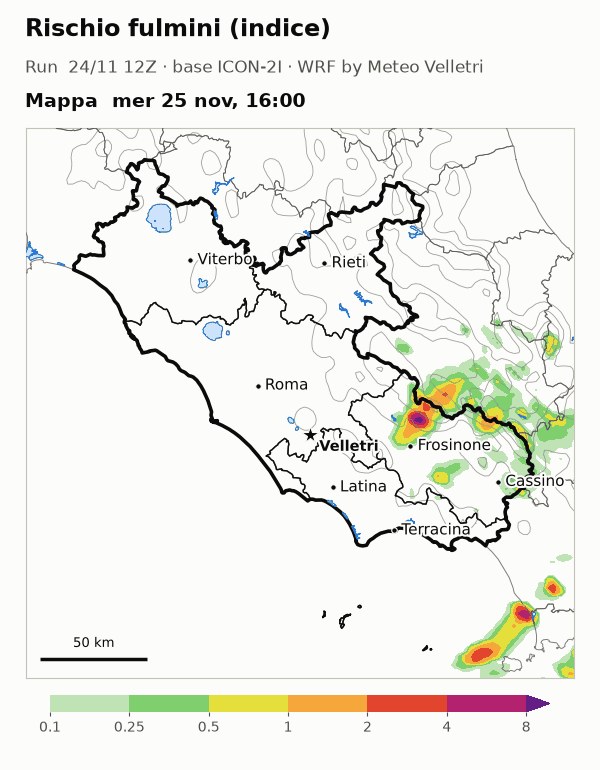 Rischio fulmini (indice)
Run  24/11 12Z · base ICON-2I · WRF by Meteo Velletri
Mappa  mer 25 nov, 16:00
Viterbo
Rieti
Roma
Velletri
Frosinone
Latina
Cassino
Terracina
50 km
0.1 0.25 0.5 1 2 4 8